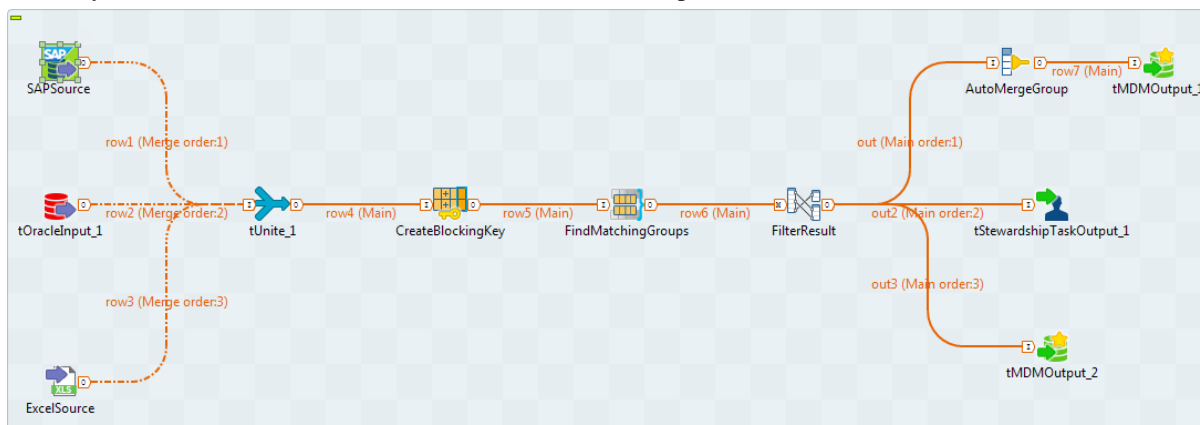 SAP
SAPSource
row1 (Merge order:1)
tOracleInput_1
row2 (Merge order:2)
tUnite_1
row4 (Main)
CreateBlockingKey
row5 (Main)
FindMatchingGroups
row6 (Main)
FilterResult
out (Main order:1)
AutoMergeGroup
row7 (Main)
tMDMOutput_1
out2 (Main order:2)
tStewardshipTaskOutput_1
row3 (Merge order:3)
out3 (Main order:3)
tMDMOutput_2
XLS
ExcelSource